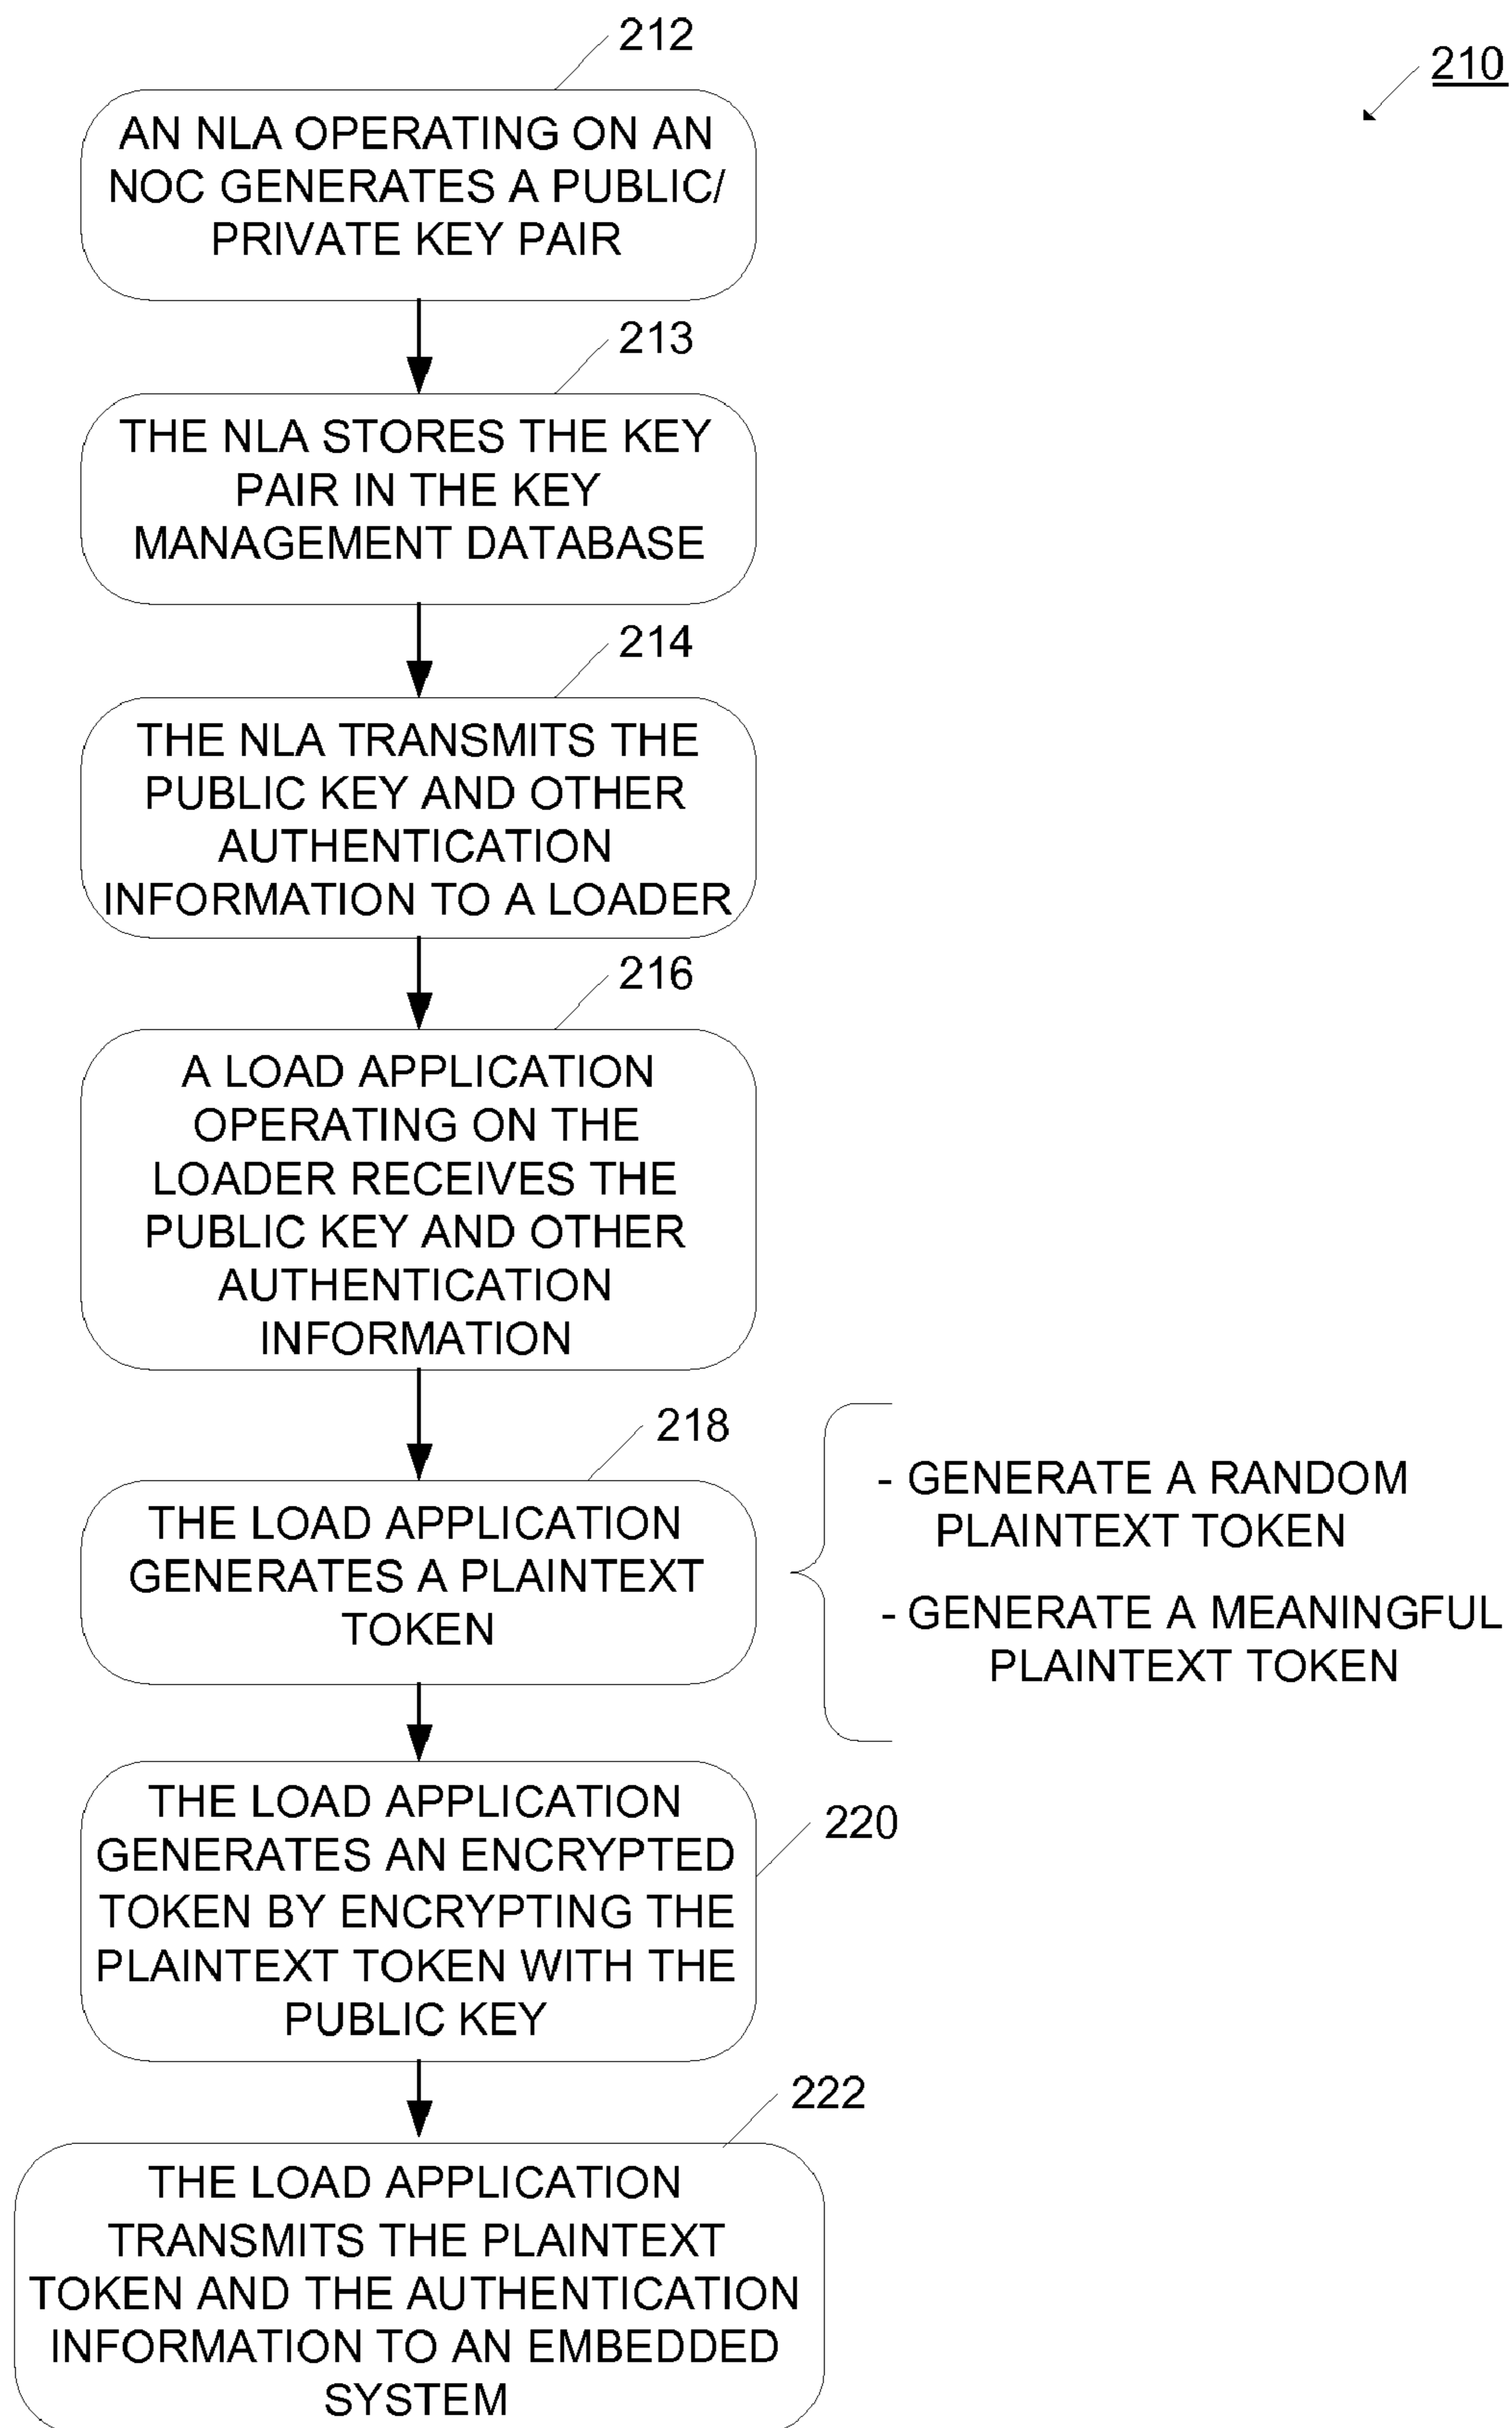 212
210
AN NLA OPERATING ON AN
NOC GENERATES A PUBLIC/
PRIVATE KEY PAIR
213
THE NLA STORES THE KEY
PAIR IN THE KEY
MANAGEMENT DATABASE
214
THE NLA TRANSMITS THE
PUBLIC KEY AND OTHER
AUTHENTICATION
INFORMATION TO A LOADER
216
A LOAD APPLICATION
OPERATING ON THE
LOADER RECEIVES THE
PUBLIC KEY AND OTHER
AUTHENTICATION
INFORMATION
218
THE LOAD APPLICATION
GENERATES A PLAINTEXT
TOKEN
- GENERATE A RANDOM
PLAINTEXT TOKEN
- GENERATE A MEANINGFUL
PLAINTEXT TOKEN
220
THE LOAD APPLICATION
GENERATES AN ENCRYPTED
TOKEN BY ENCRYPTING THE
PLAINTEXT TOKEN WITH THE
PUBLIC KEY
222
THE LOAD APPLICATION
TRANSMITS THE PLAINTEXT
TOKEN AND THE AUTHENTICATION
INFORMATION TO AN EMBEDDED
SYSTEM